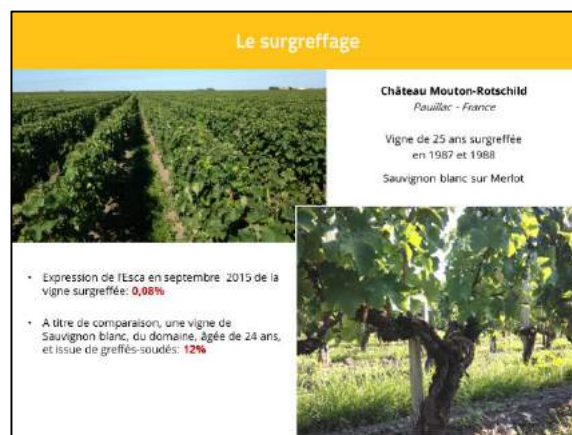 Le surgreffage
Château Mouton-Rotschild
Pauillac - France
Vigne de 25 ans surgreffée
en 1987 et 1988
Sauvignon blanc sur Merlot
• Expression de l'Esca en septembre 2015 de la
vigne surgreffée: 0,08%
• A titre de comparaison, une vigne de
Sauvignon blanc, du domaine, âgée de 24 ans,
et issue de greffés-soudés: 12%